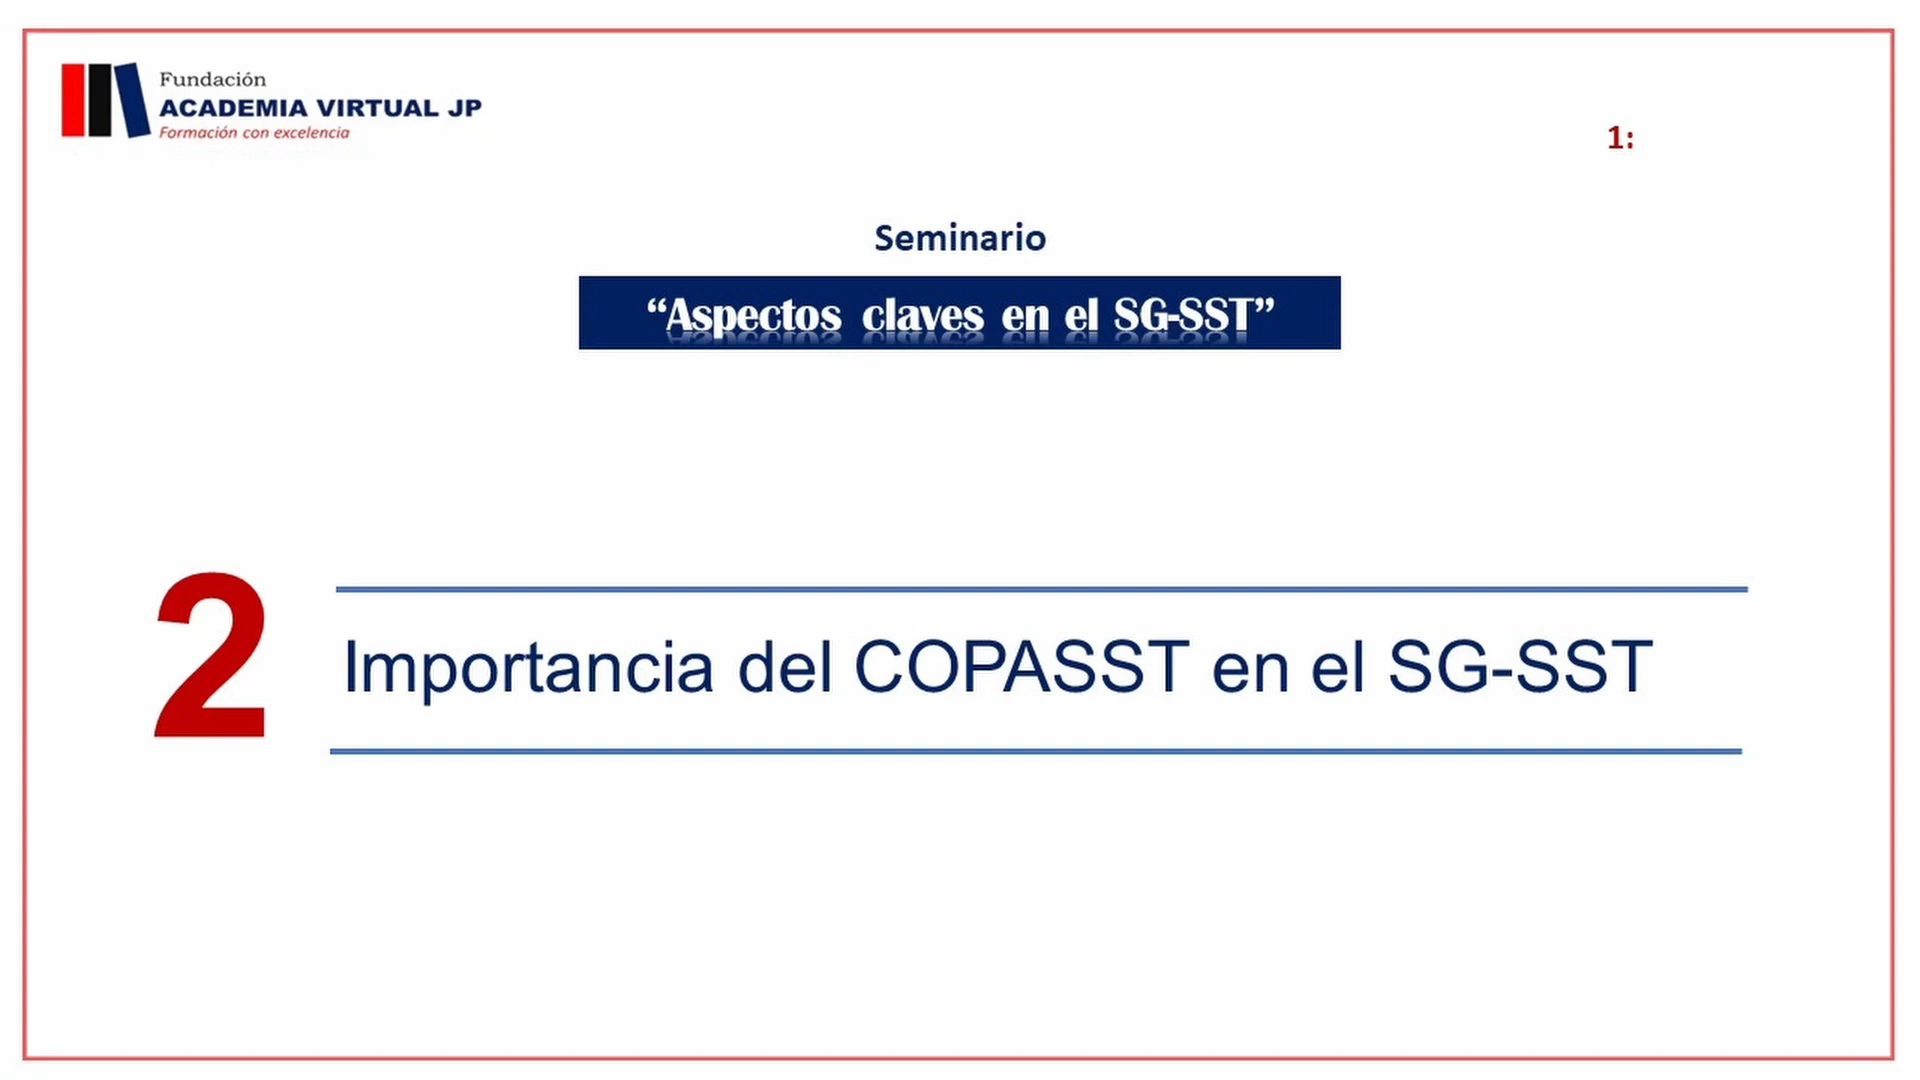 Fundación
ACADEMIA VIRTUAL JP
Formación con excelencia
1:
Seminario
“Aspectos claves en el SG-SST”
2
Importancia del COPASST en el SG-SST